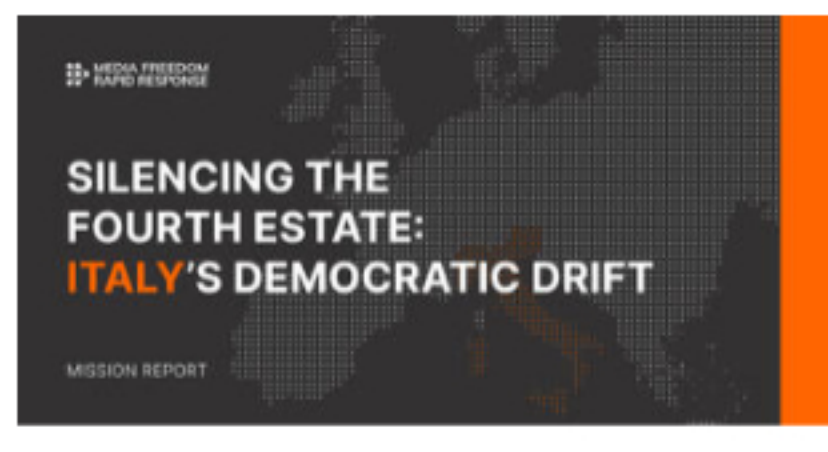 MEDIA FREEDOM
RAPID RESPONSE
SILENCING THE
FOURTH ESTATE:
ITALY'S DEMOCRATIC DRIFT
MISSION REPORT